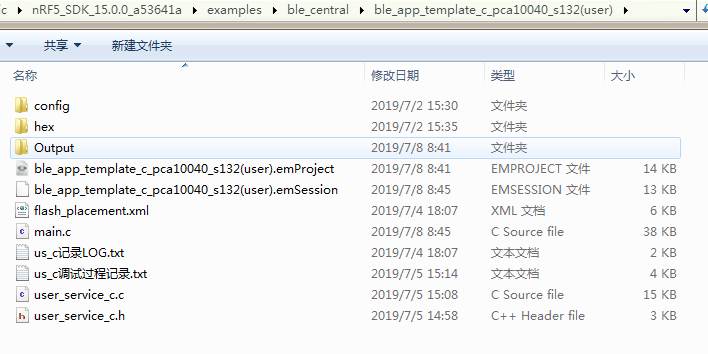 nRF5_SDK_15.0.0_a53641a examples ble_central ble_app_template_c_pca10040_s132(user)
共享 新建文件夹
名称 修改日期 类型 大小
config 2019/7/2 15:30 文件夹
hex 2019/7/2 15:35 文件夹
Output 2019/7/8 8:41 文件夹
ble_app_template_c_pca10040_s132(user).emProject 2019/7/8 8:41 EMPROJECT 文件 14 KB
ble_app_template_c_pca10040_s132(user).emSession 2019/7/8 8:45 EMSESSION 文件 13 KB
flash_placement.xml 2019/7/4 18:07 XML 文档 6 KB
main.c 2019/7/8 8:45 C Source file 38 KB
us_c记录LOG.txt 2019/7/4 18:07 文本文档 2 KB
us_c调试过程记录.txt 2019/7/5 15:14 文本文档 4 KB
user_service_c.c 2019/7/5 15:08 C Source file 15 KB
user_service_c.h 2019/7/5 14:58 C++ Header file 3 KB